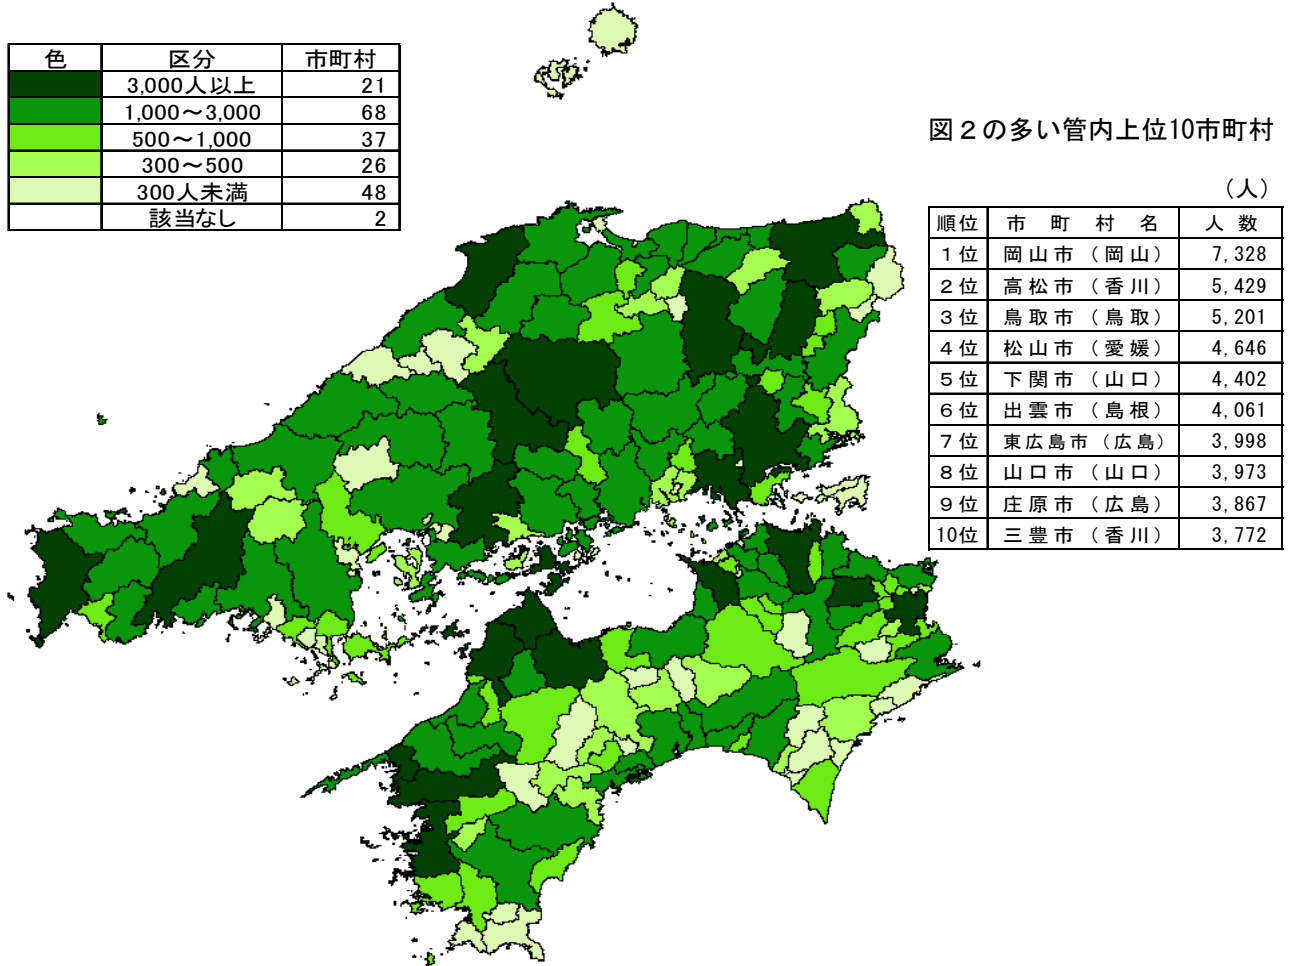 色 区分 市町村
3,000人以上 21
1,000～3,000 68
500～1,000 37
300～500 26
300人未満 48
該当なし 2
図２の多い管内上位10市町村
（人）
順位 市町村名 人数
１位 岡山市（岡山） 7,328
２位 高松市（香川） 5,429
３位 鳥取市（鳥取） 5,201
４位 松山市（愛媛） 4,646
５位 下関市（山口） 4,402
６位 出雲市（島根） 4,061
７位 東広島市（広島） 3,998
８位 山口市（山口） 3,973
９位 庄原市（広島） 3,867
10位 三豊市（香川） 3,772